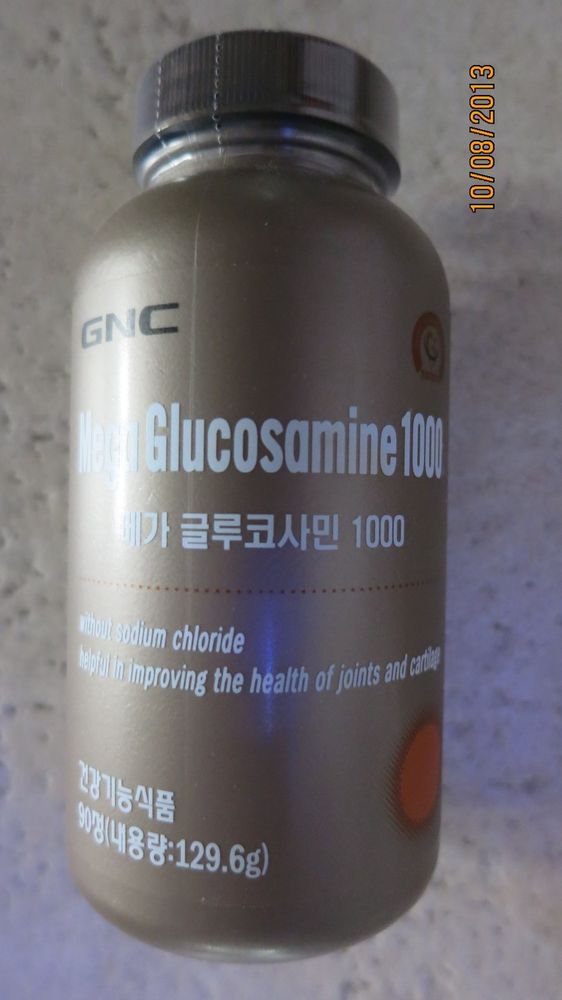 10/08/2013
GNC
Mega Glucosamine 1000
메가 글루코사민 1000
without sodium chloride
helpful in improving the health of joints and cartilage
건강기능식품
90정(내용량:129.6g)